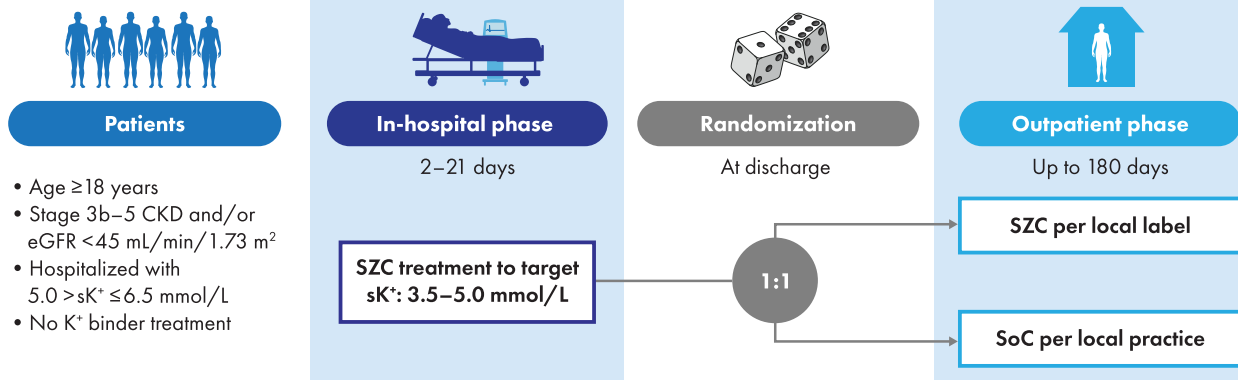 Patients
• Age ≥18 years
• Stage 3b–5 CKD and/or
eGFR <45 mL/min/1.73 m²
• Hospitalized with
5.0 >sK⁺ ≤6.5 mmol/L
• No K⁺ binder treatment
In-hospital phase
2–21 days
SZC treatment to target
sK⁺: 3.5–5.0 mmol/L
Randomization
At discharge
1:1
Outpatient phase
Up to 180 days
SZC per local label
SoC per local practice